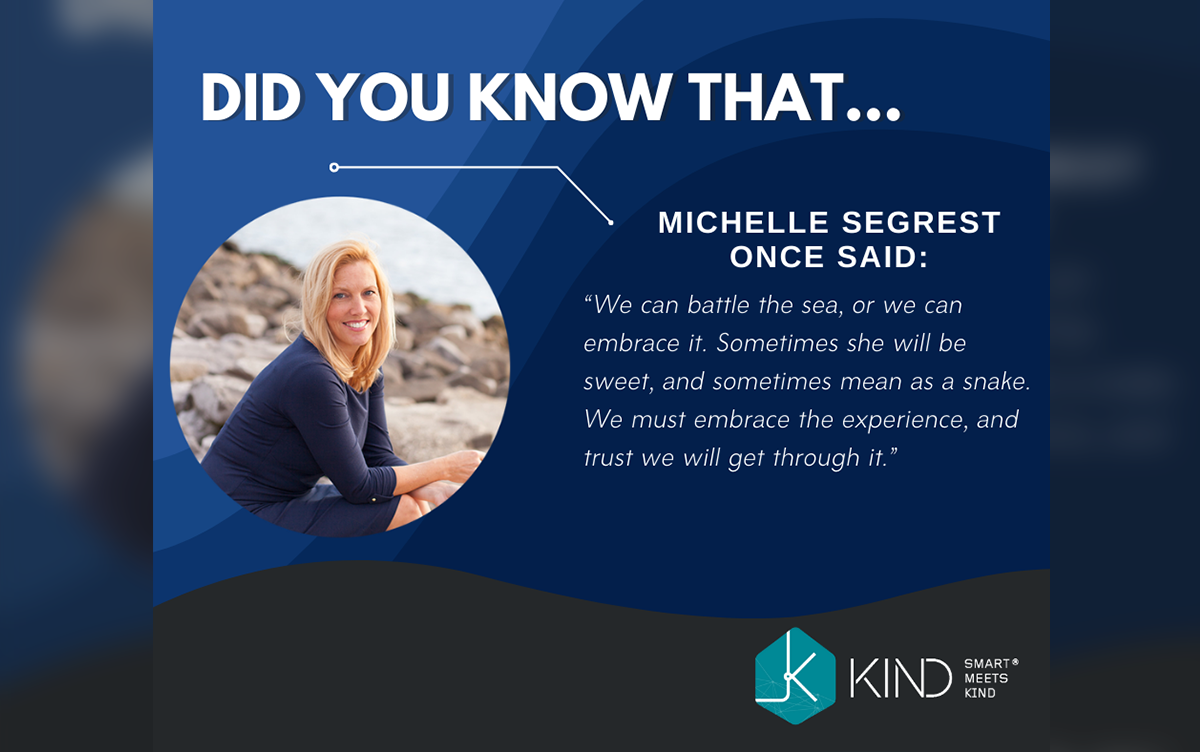 DID YOU KNOW THAT...
MICHELLE SEGREST
ONCE SAID:
“We can battle the sea, or we can
embrace it. Sometimes she will be
sweet, and sometimes mean as a snake.
We must embrace the experience, and
trust we will get through it.”
K
KIND
SMART®
MEETS
KIND